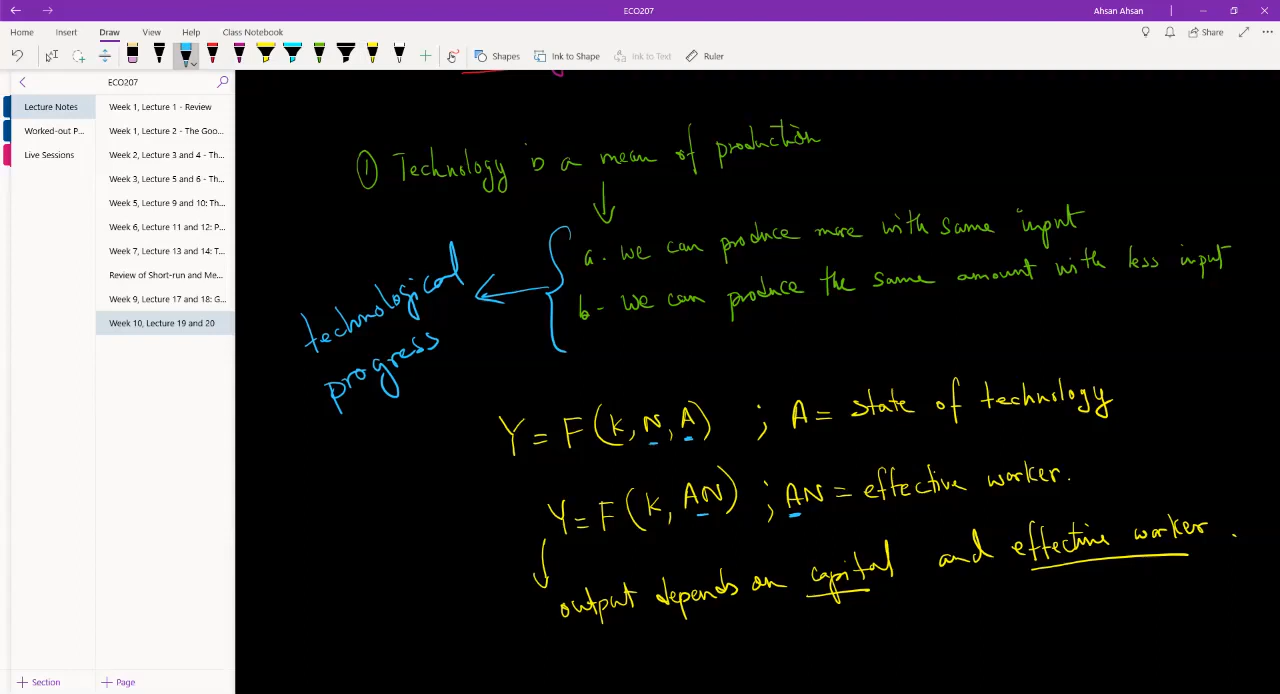 ECO207
Ahsan Ahsan
Home Insert Draw View Help Class Notebook
Share
Shapes Ink to Shape Ink to Text Ruler
ECO207
Lecture Notes
Worked-out P...
Live Sessions
Week 1, Lecture 1 - Review
Week 1, Lecture 2 - The Goo...
Week 2, Lecture 3 and 4 - Th...
Week 3, Lecture 5 and 6 - Th...
Week 5, Lecture 9 and 10: Th...
Week 6, Lecture 11 and 12: P...
Week 7, Lecture 13 and 14: T...
Review of Short-run and Me...
Week 9, Lecture 17 and 18: G...
Week 10, Lecture 19 and 20
① Technology is a mean of production
a. we can produce more with same input
b- we can produce the same amount with less input
technological
progress
Y = F(K, N, A) ; A = state of technology
Y = F(K, AN) ; AN = effective worker.
output depends on capital and effective worker.
+ Section
+ Page